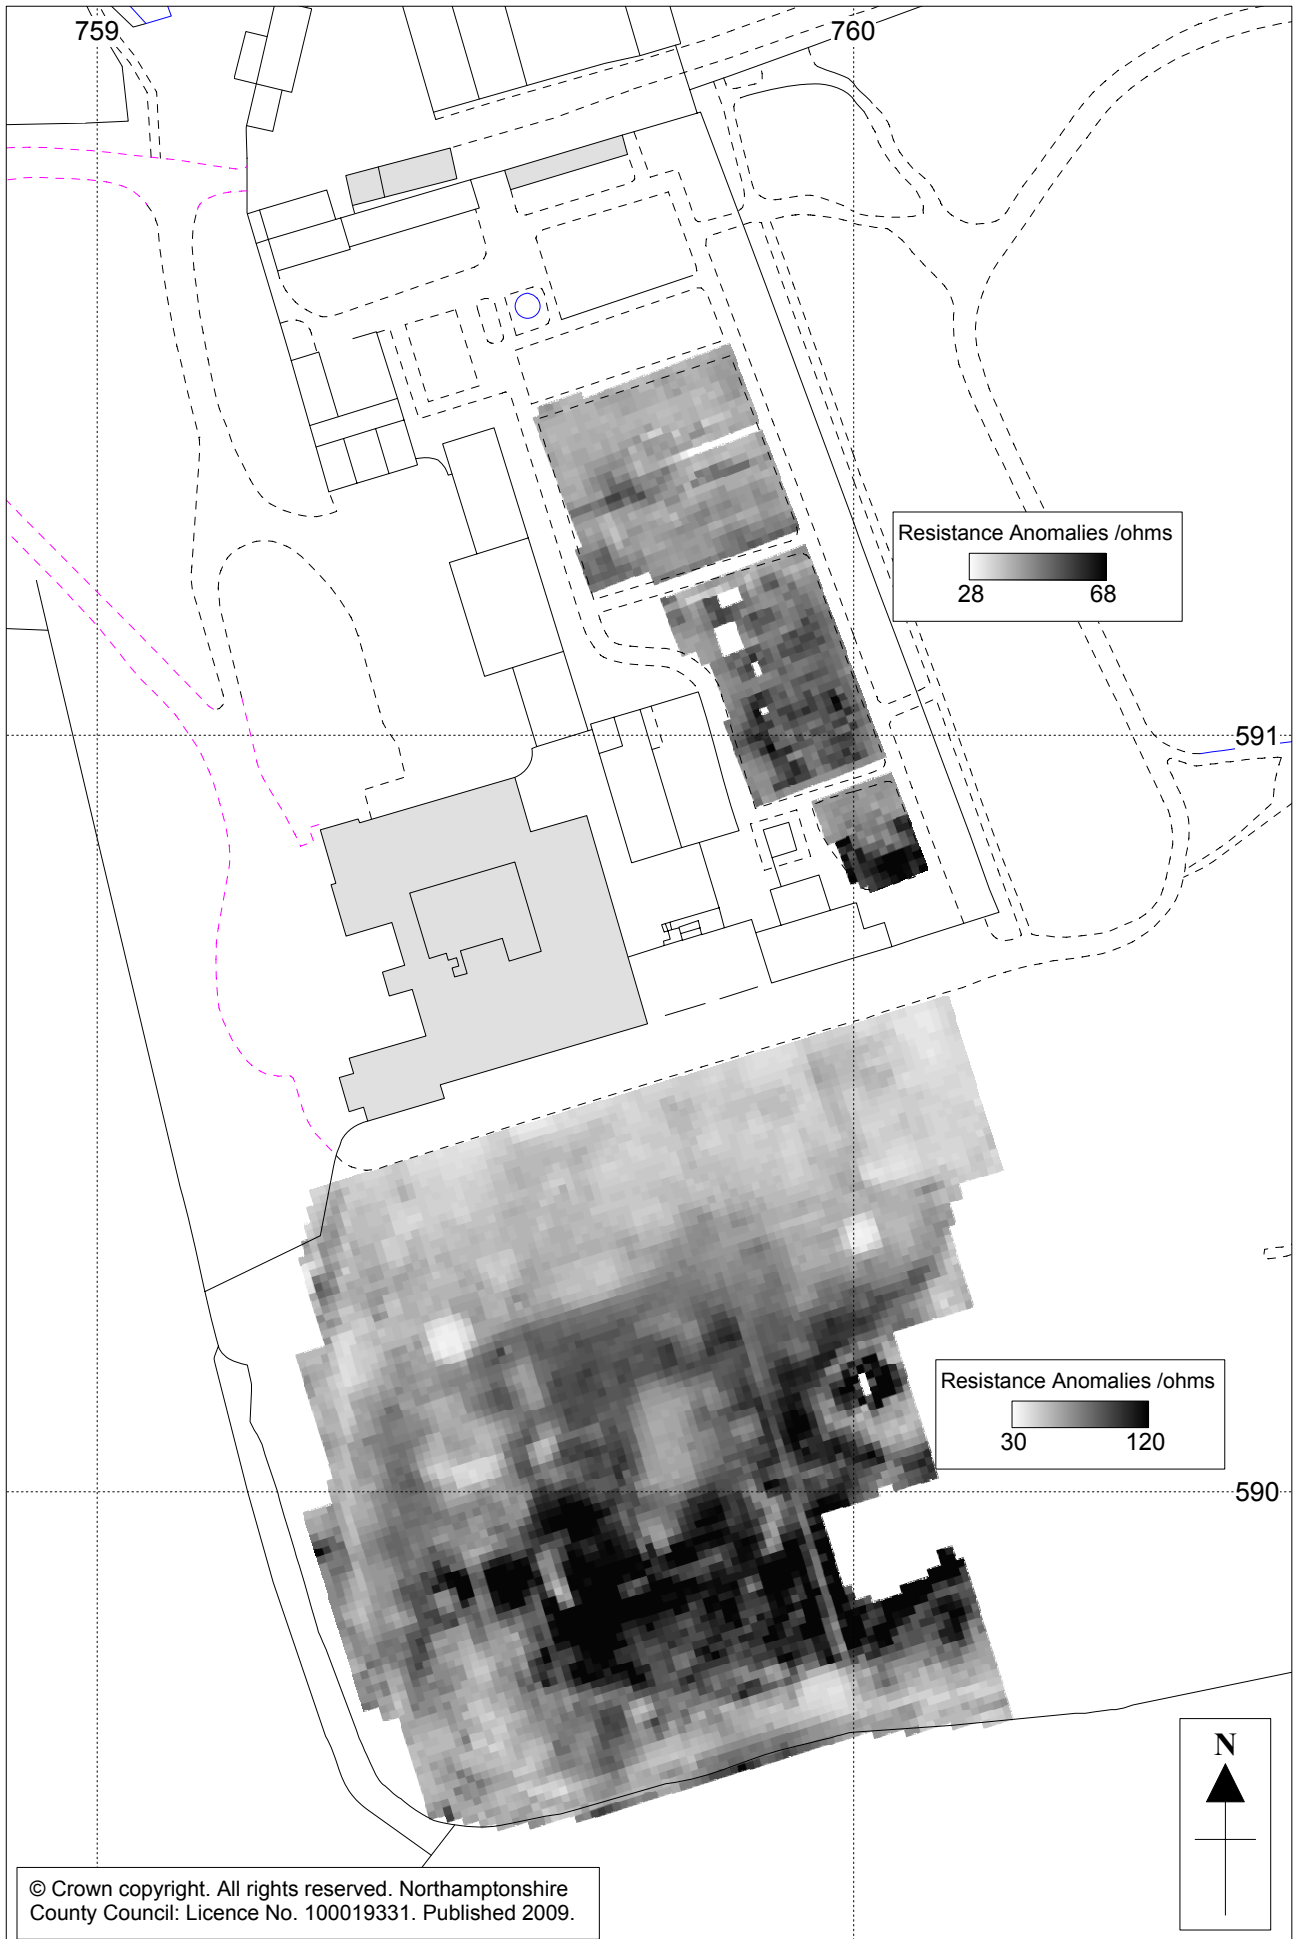 759
760
Resistance Anomalies /ohms
28
68
591
Resistance Anomalies /ohms
30
120
590
N
© Crown copyright. All rights reserved. Northamptonshire
County Council: Licence No. 100019331. Published 2009.